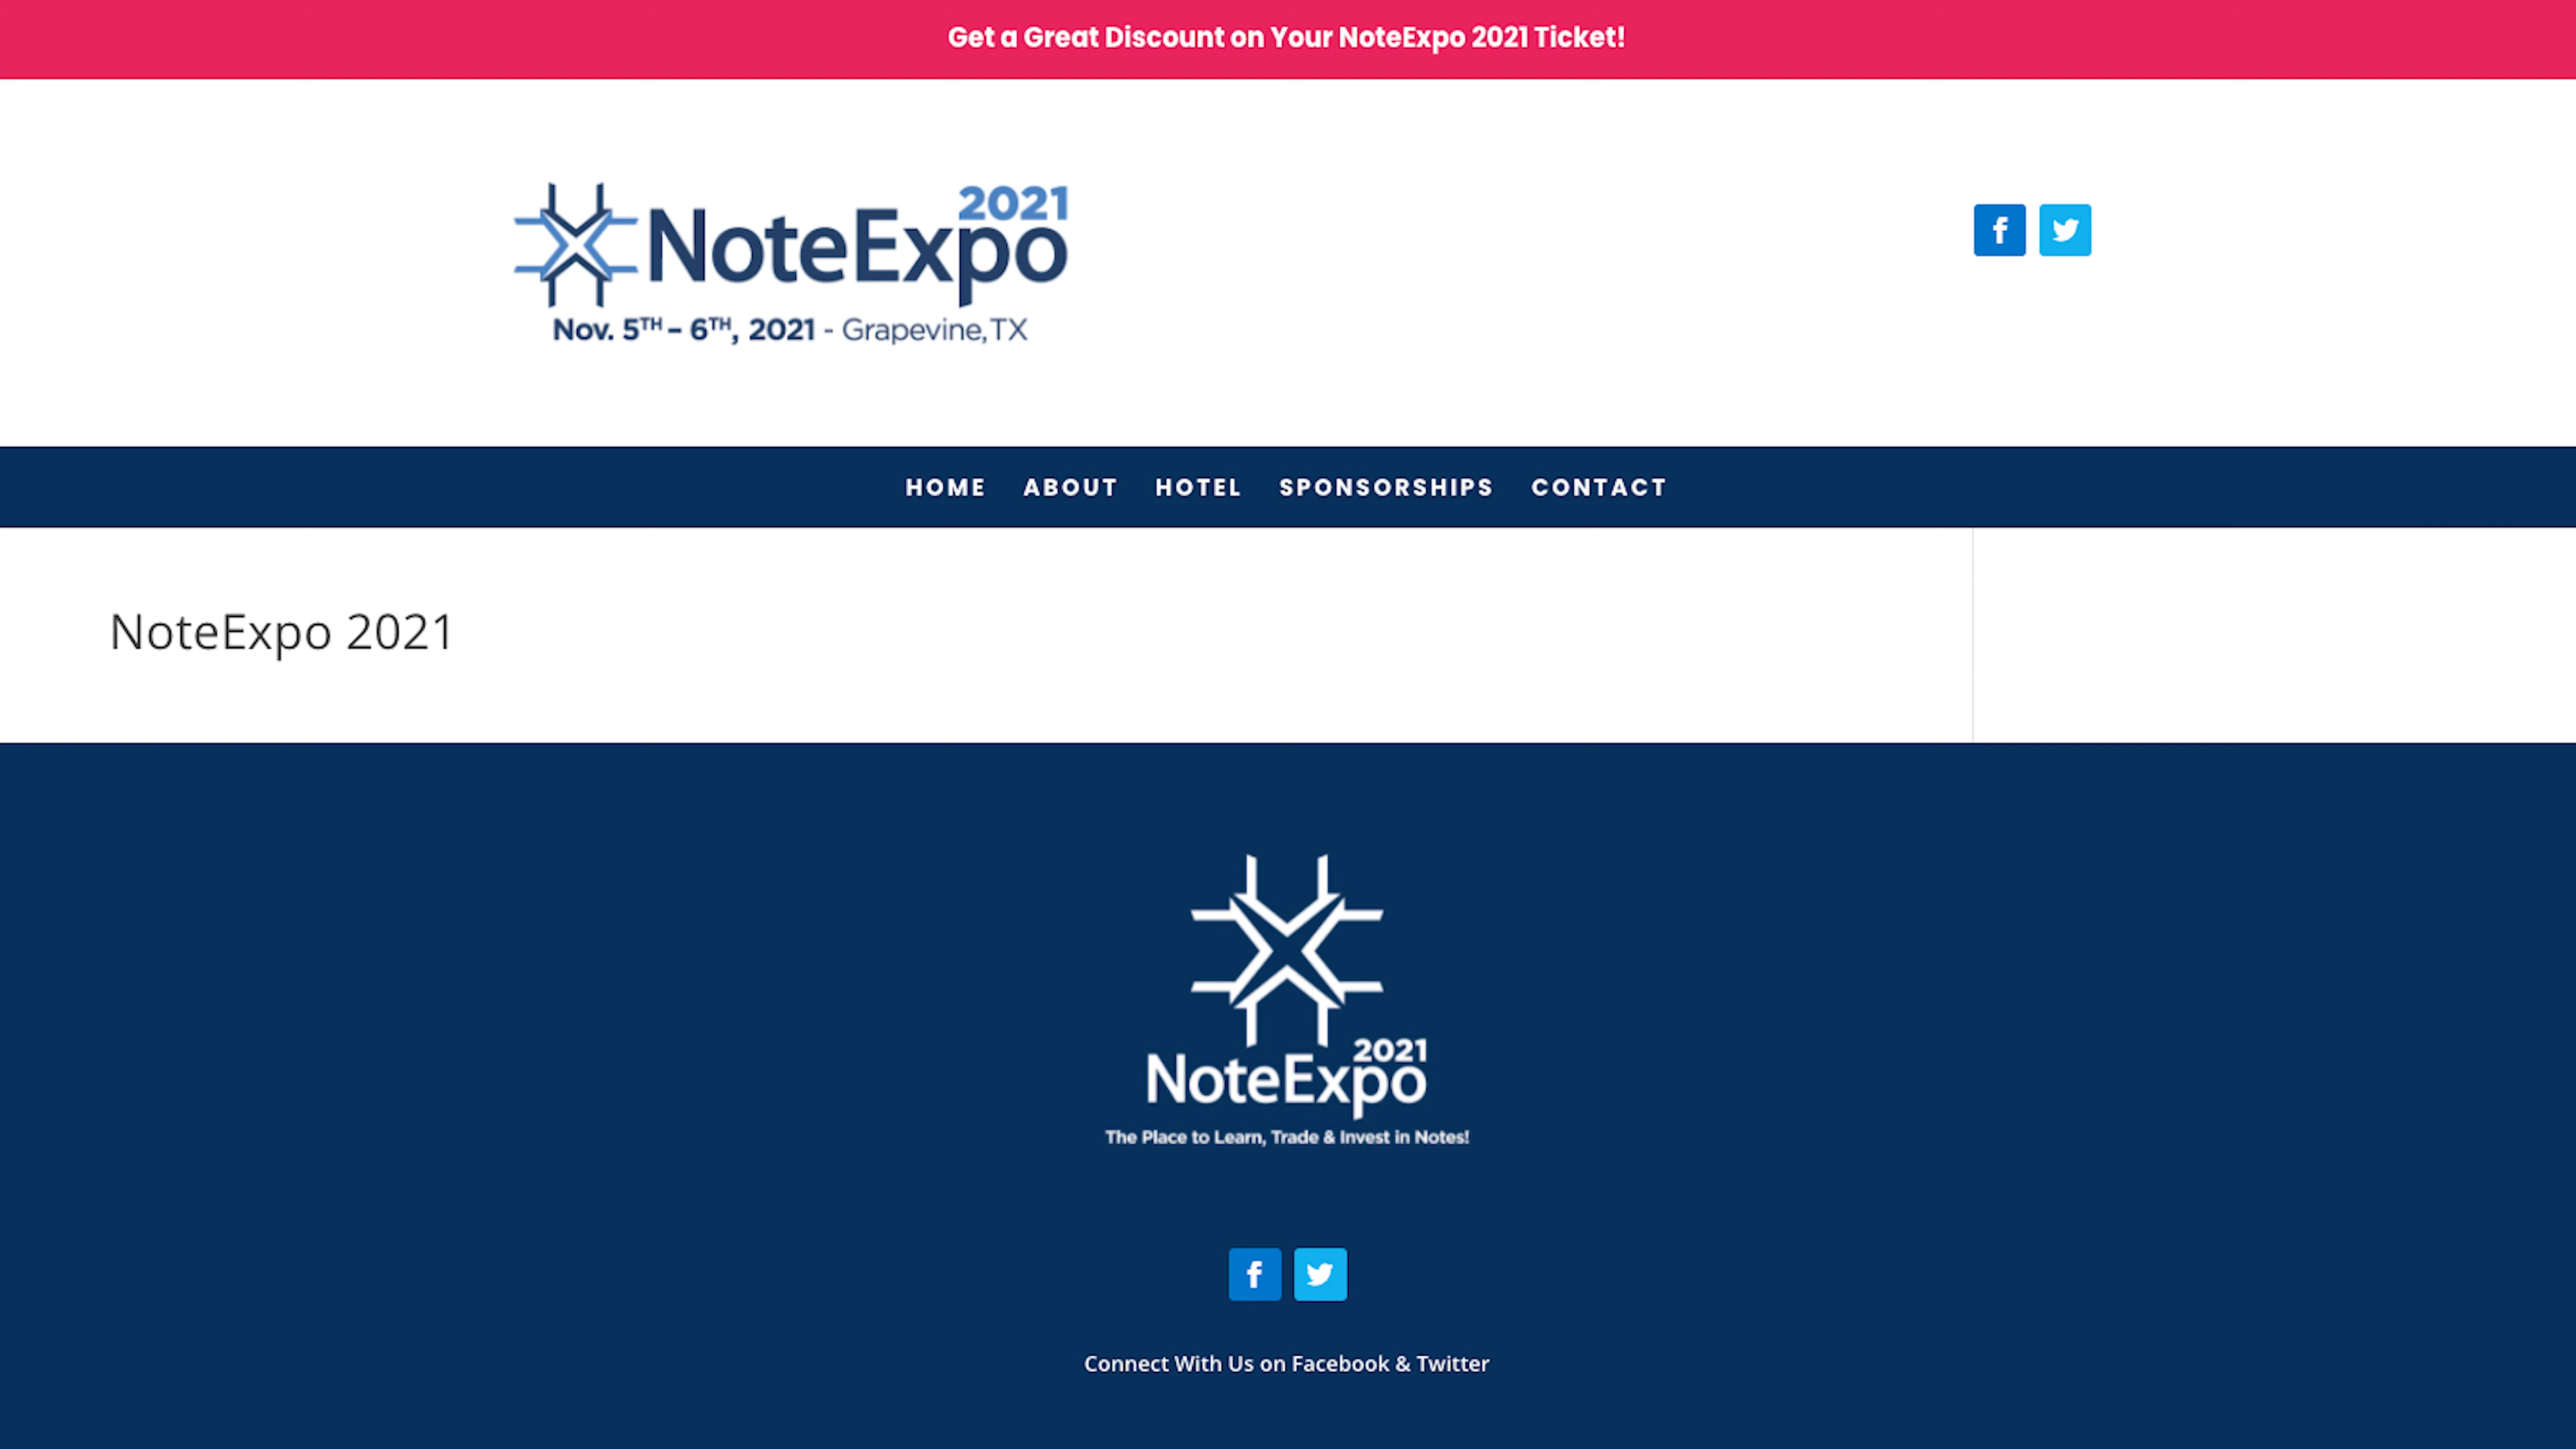 Get a Great Discount on Your NoteExpo 2021 Ticket!
NoteExpo 2021
Nov. 5TH – 6TH, 2021 - Grapevine, TX
HOME ABOUT HOTEL SPONSORSHIPS CONTACT
NoteExpo 2021
NoteExpo 2021
The Place to Learn, Trade & Invest in Notes!
Connect With Us on Facebook & Twitter